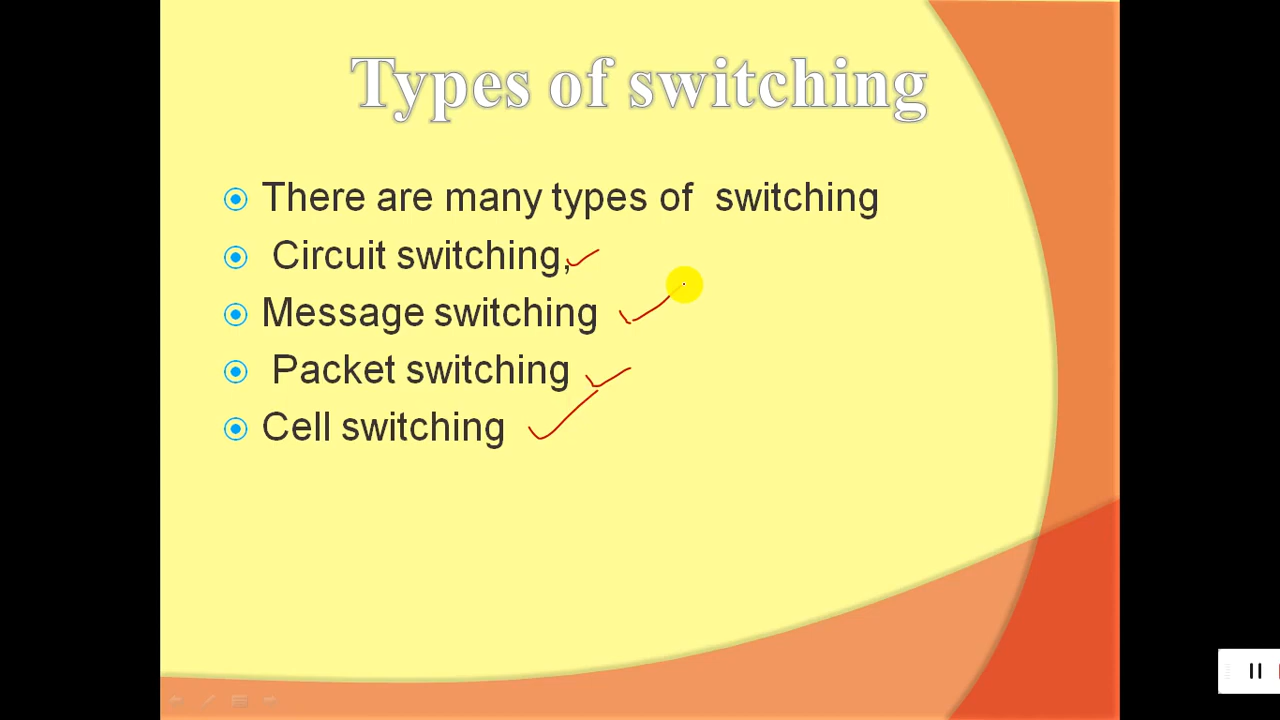 Types of switching
There are many types of  switching
Circuit switching,
Message switching
Packet switching
Cell switching